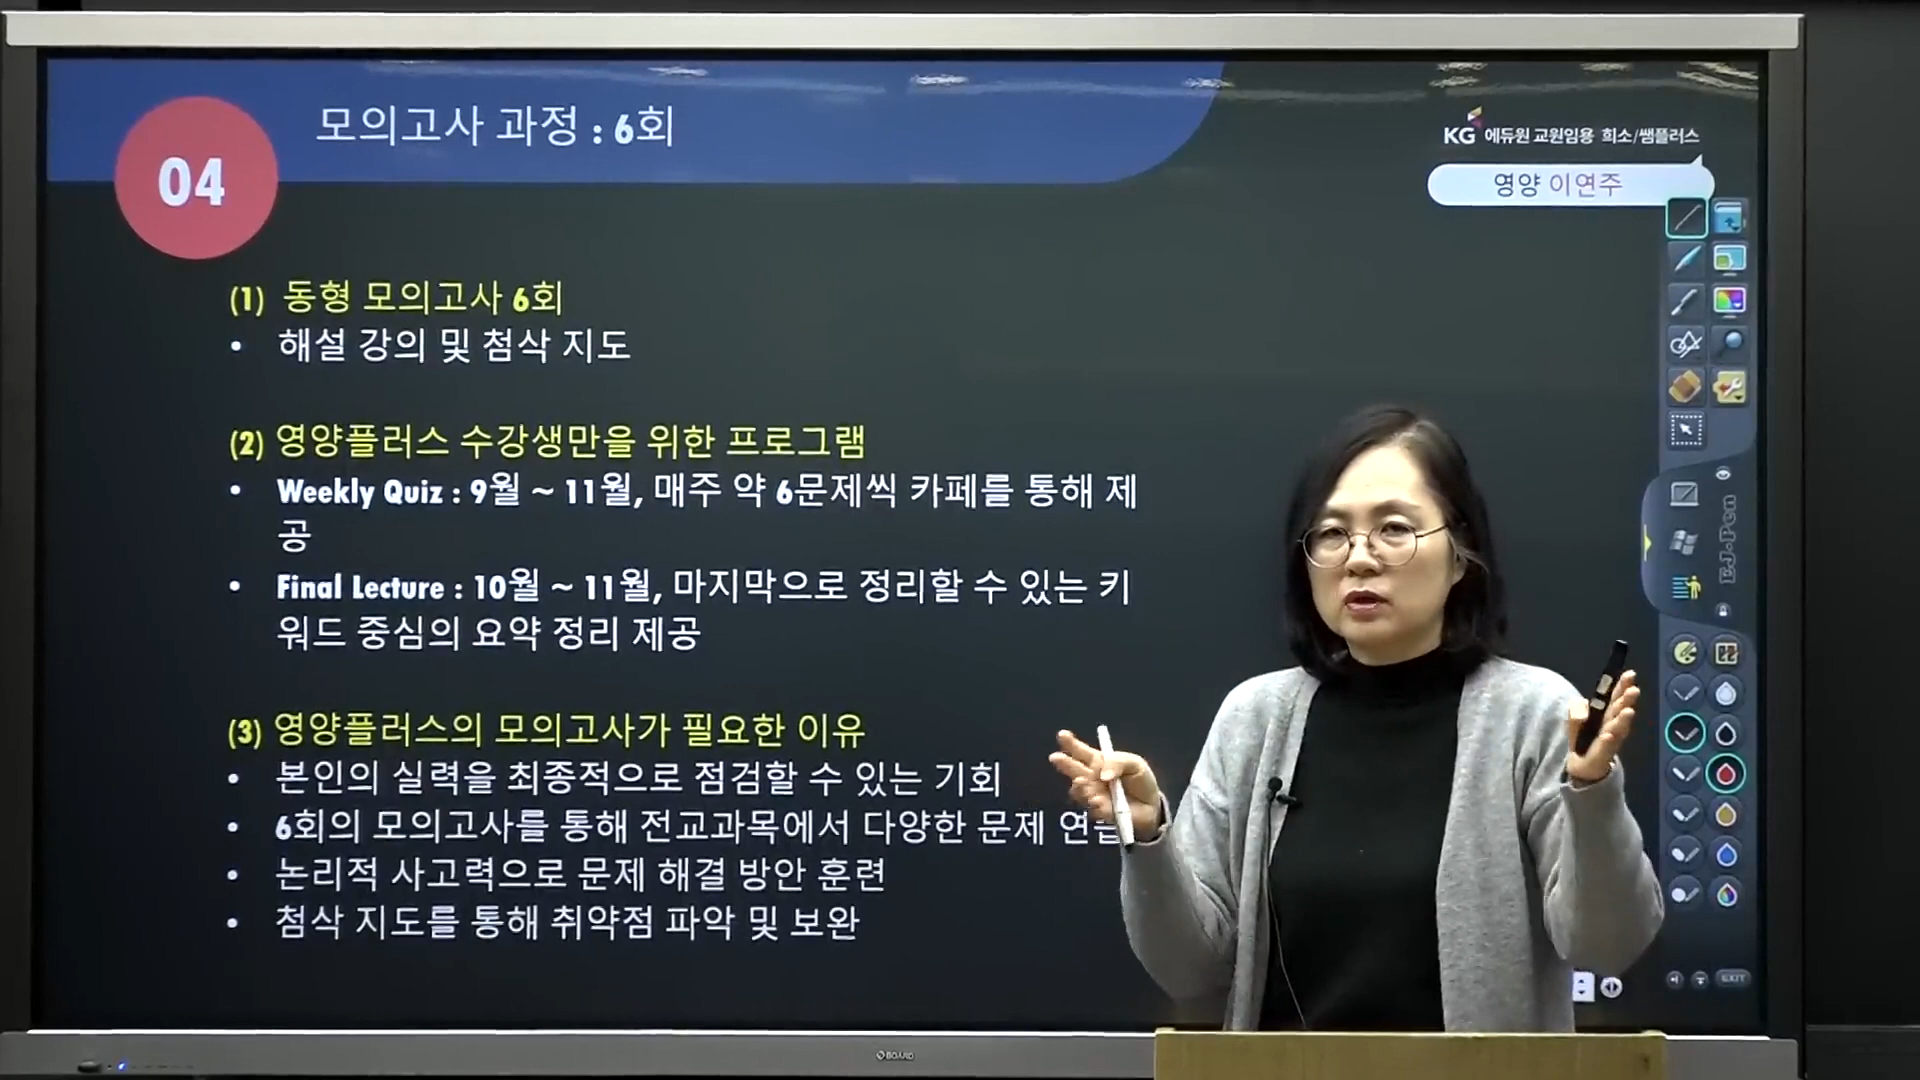 04
모의고사 과정 : 6회
KG 에듀원 교원임용 희소/쌤플러스
영양 이연주
(1) 동형 모의고사 6회
• 해설 강의 및 첨삭 지도
(2) 영양플러스 수강생만을 위한 프로그램
• Weekly Quiz : 9월 ~ 11월, 매주 약 6문제씩 카페를 통해 제
공
• Final Lecture : 10월 ~ 11월, 마지막으로 정리할 수 있는 키
워드 중심의 요약 정리 제공
(3) 영양플러스의 모의고사가 필요한 이유
• 본인의 실력을 최종적으로 점검할 수 있는 기회
• 6회의 모의고사를 통해 전교과목에서 다양한 문제
• 논리적 사고력으로 문제 해결 방안 훈련
• 첨삭 지도를 통해 취약점 파악 및 보완
EXIT
BOARD